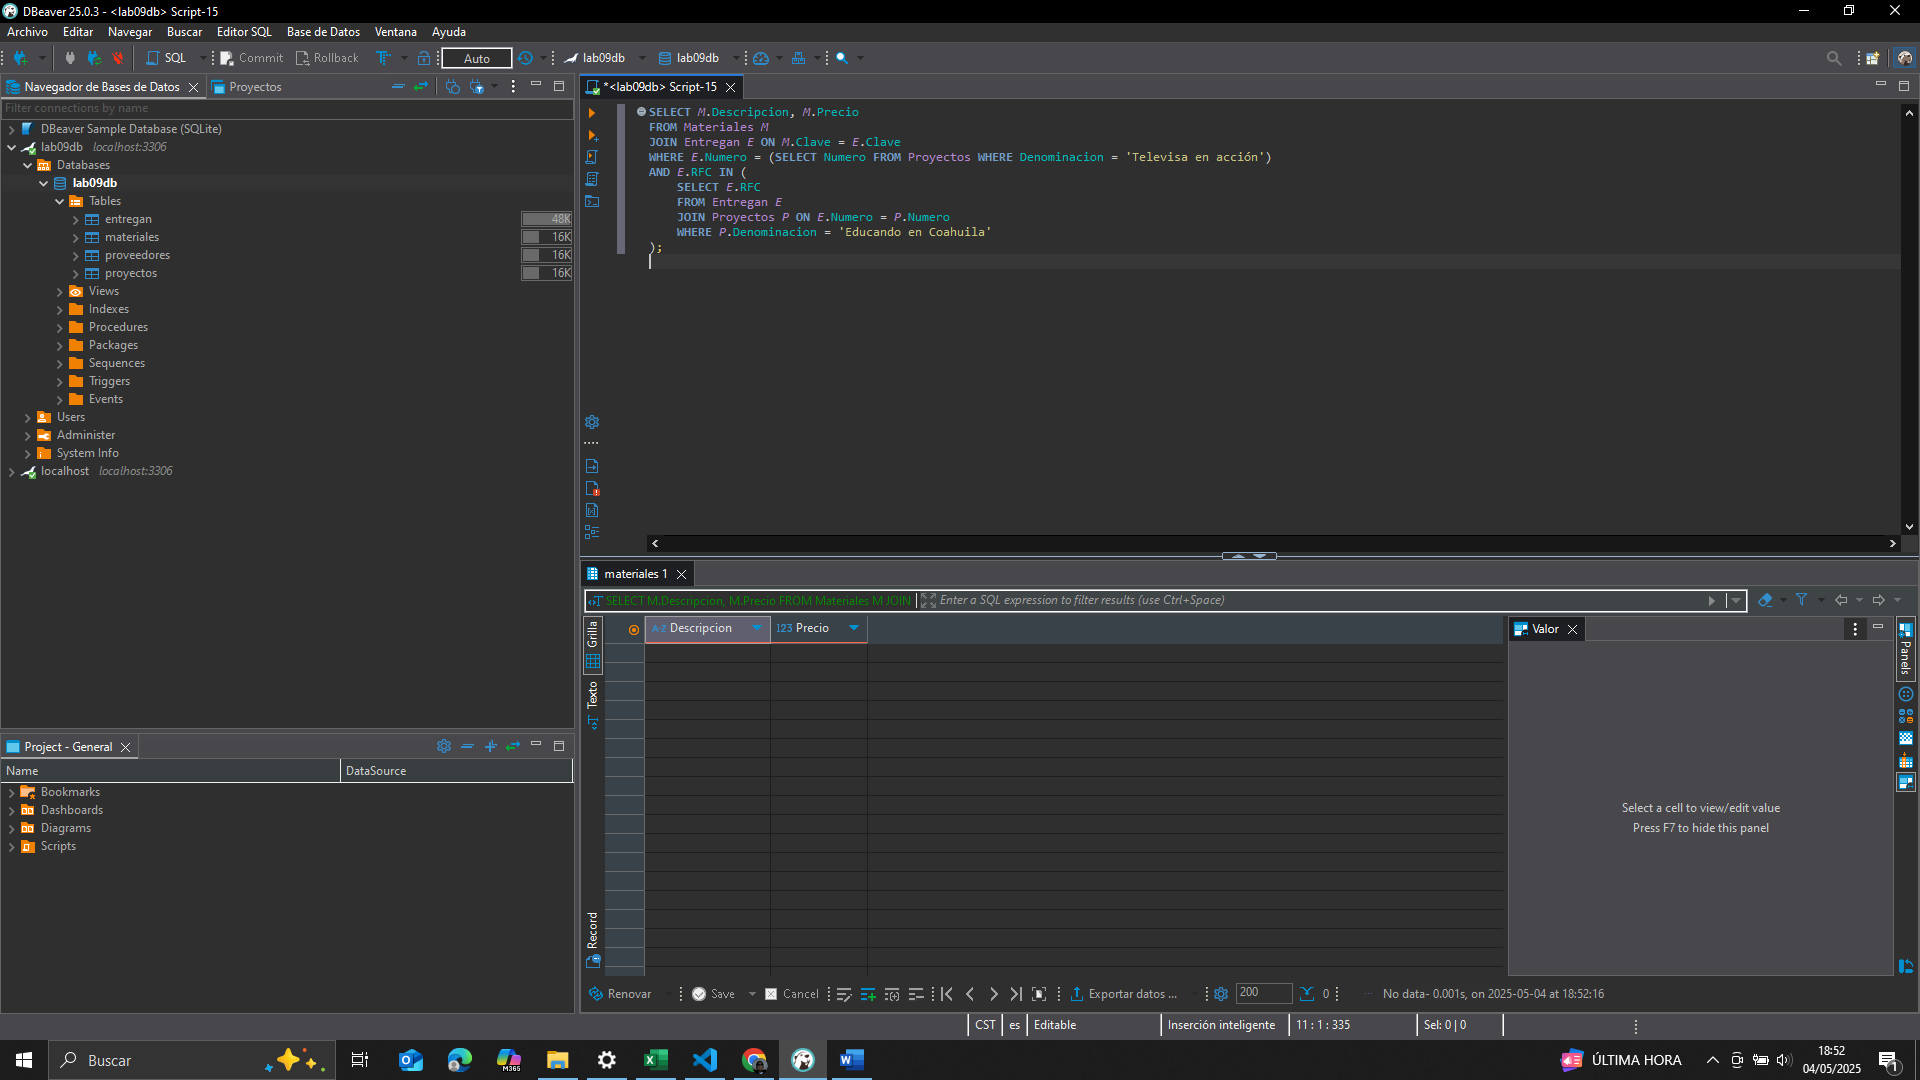 DBeaver 25.0.3 - <lab09db> Script-15
Archivo Editar Navegar Buscar Editor SQL Base de Datos Ventana Ayuda
SQL Commit Rollback Auto lab09db lab09db
Navegador de Bases de Datos Proyectos
Filter connections by name
DBeaver Sample Database (SQLite)
lab09db localhost:3306
Databases
lab09db
Tables
entregan 48K
materiales 16K
proveedores 16K
proyectos 16K
Views
Indexes
Procedures
Packages
Sequences
Triggers
Events
Users
Administer
System Info
localhost localhost:3306
Project - General
Name DataSource
Bookmarks
Dashboards
Diagrams
Scripts
*<lab09db> Script-15
SELECT M.Descripcion, M.Precio
FROM Materiales M
JOIN Entregan E ON M.Clave = E.Clave
WHERE E.Numero = (SELECT Numero FROM Proyectos WHERE Denominacion = 'Televisa en acción')
AND E.RFC IN (
SELECT E.RFC
FROM Entregan E
JOIN Proyectos P ON E.Numero = P.Numero
WHERE P.Denominacion = 'Educando en Coahuila'
);
materiales 1
SELECT M.Descripcion, M.Precio FROM Materiales M JOIN Enter a SQL expression to filter results (use Ctrl+Space)
Grilla
Texto
Record
A-Z Descripcion 123 Precio
Valor
Panels
Select a cell to view/edit value
Press F7 to hide this panel
Renovar Save Cancel Exportar datos ... 200 0 No data- 0.001s, on 2025-05-04 at 18:52:16
CST es Editable Inserción inteligente 11 : 1 : 335 Sel: 0 | 0
Buscar
M365
ÚLTIMA HORA
18:52
04/05/2025
1